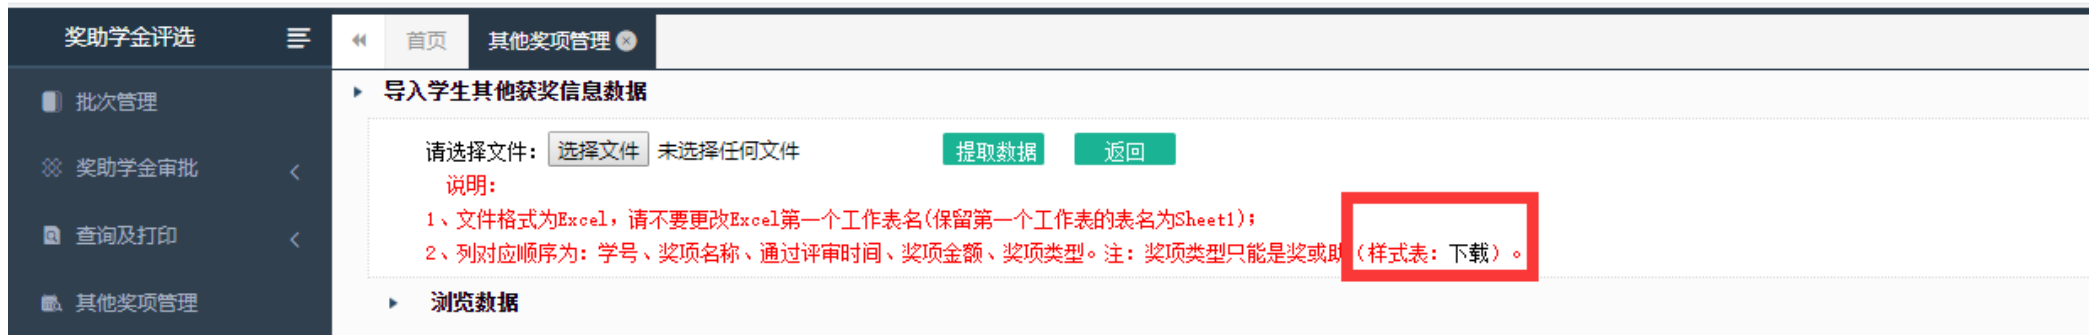 奖助学金评选
首页 其他奖项管理
批次管理
奖助学金审批
查询及打印
其他奖项管理
导入学生其他获奖信息数据
请选择文件: 选择文件 未选择任何文件 提取数据 返回
说明:
1、文件格式为Excel，请不要更改Excel第一个工作表名(保留第一个工作表的表名为Sheet1);
2、列对应顺序为: 学号、奖项名称、通过评审时间、奖项金额、奖项类型。注: 奖项类型只能是奖或助（样式表: 下载）。
浏览数据